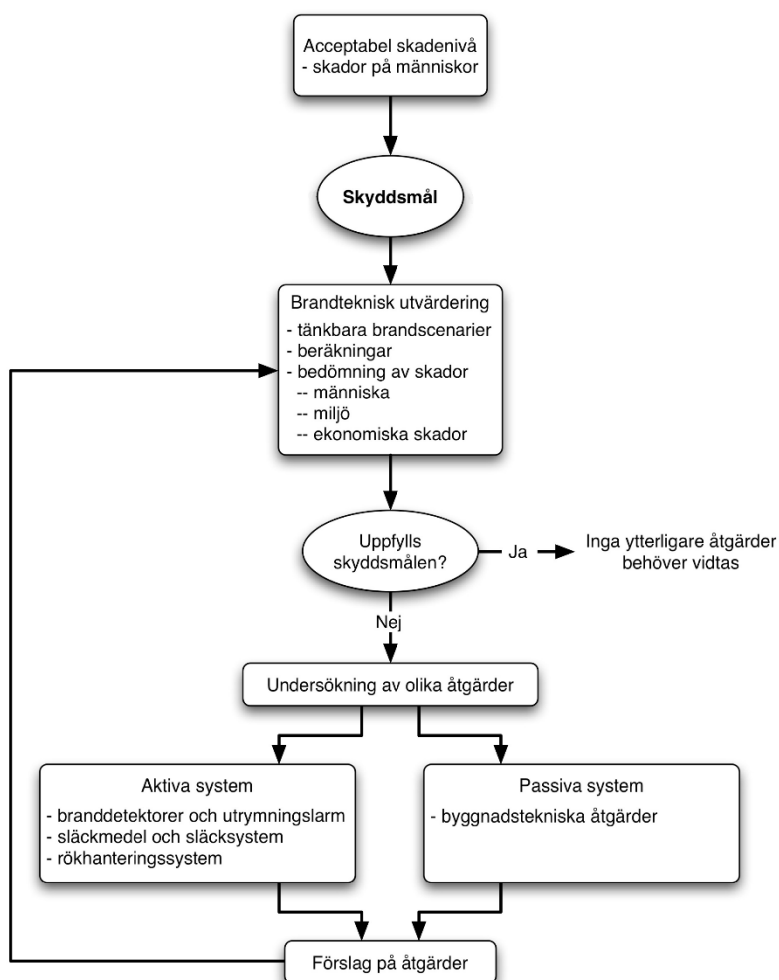 Acceptabel skadenivå
- skador på människor
Skyddsmål
Brandteknisk utvärdering
- tänkbara brandscenarier
- beräkningar
- bedömning av skador
-- människa
-- miljö
-- ekonomiska skador
Uppfylls
skyddsmålen?
Ja
Inga ytterligare åtgärder
behöver vidtas
Nej
Undersökning av olika åtgärder
Aktiva system
- branddetektorer och utrymningslarm
- släckmedel och släcksystem
- rökhanteringssystem
Passiva system
- byggnadstekniska åtgärder
Förslag på åtgärder